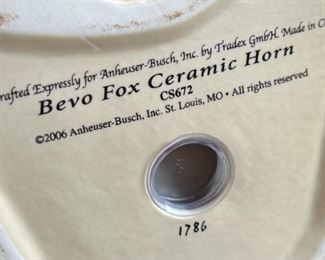 rafted Expressly for Anheuser-Busch, Inc. by Tradex GmbH. Made in C
Bevo Fox Ceramic Horn
CS672
©2006 Anheuser-Busch, Inc. St. Louis, MO • All rights reserved
1786